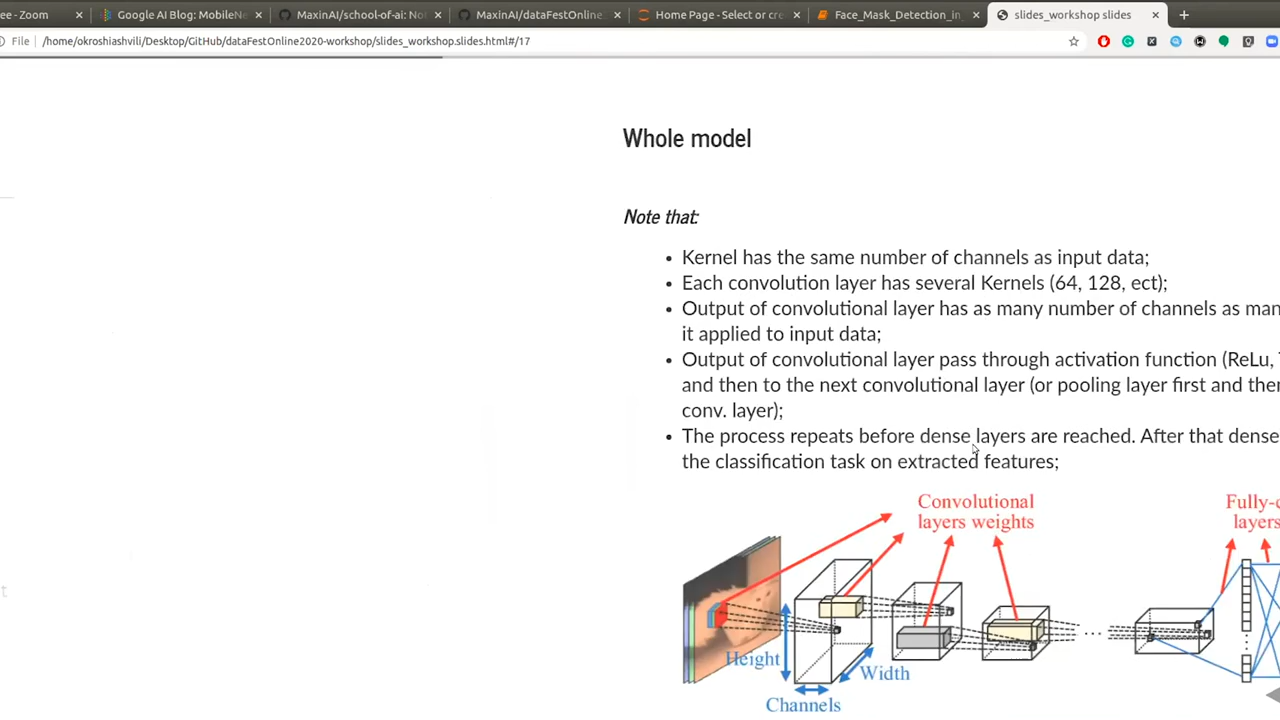 ee - Zoom
Google AI Blog: MobileNe
MaxinAI/school-of-ai: No
MaxinAI/dataFestOnline
Home Page - Select or cre
Face_Mask_Detection_in
slides_workshop slides
File
/home/okroshiashvili/Desktop/GitHub/dataFestOnline2020-workshop/slides_workshop.slides.html#/17
Whole model
Note that:
• Kernel has the same number of channels as input data;
• Each convolution layer has several Kernels (64, 128, ect);
• Output of convolutional layer has as many number of channels as man
it applied to input data;
• Output of convolutional layer pass through activation function (ReLu,
and then to the next convolutional layer (or pooling layer first and then
conv. layer);
• The process repeats before dense layers are reached. After that dense
the classification task on extracted features;
Convolutional
layers weights
Fully-c
layers
Height
Width
Channels
t